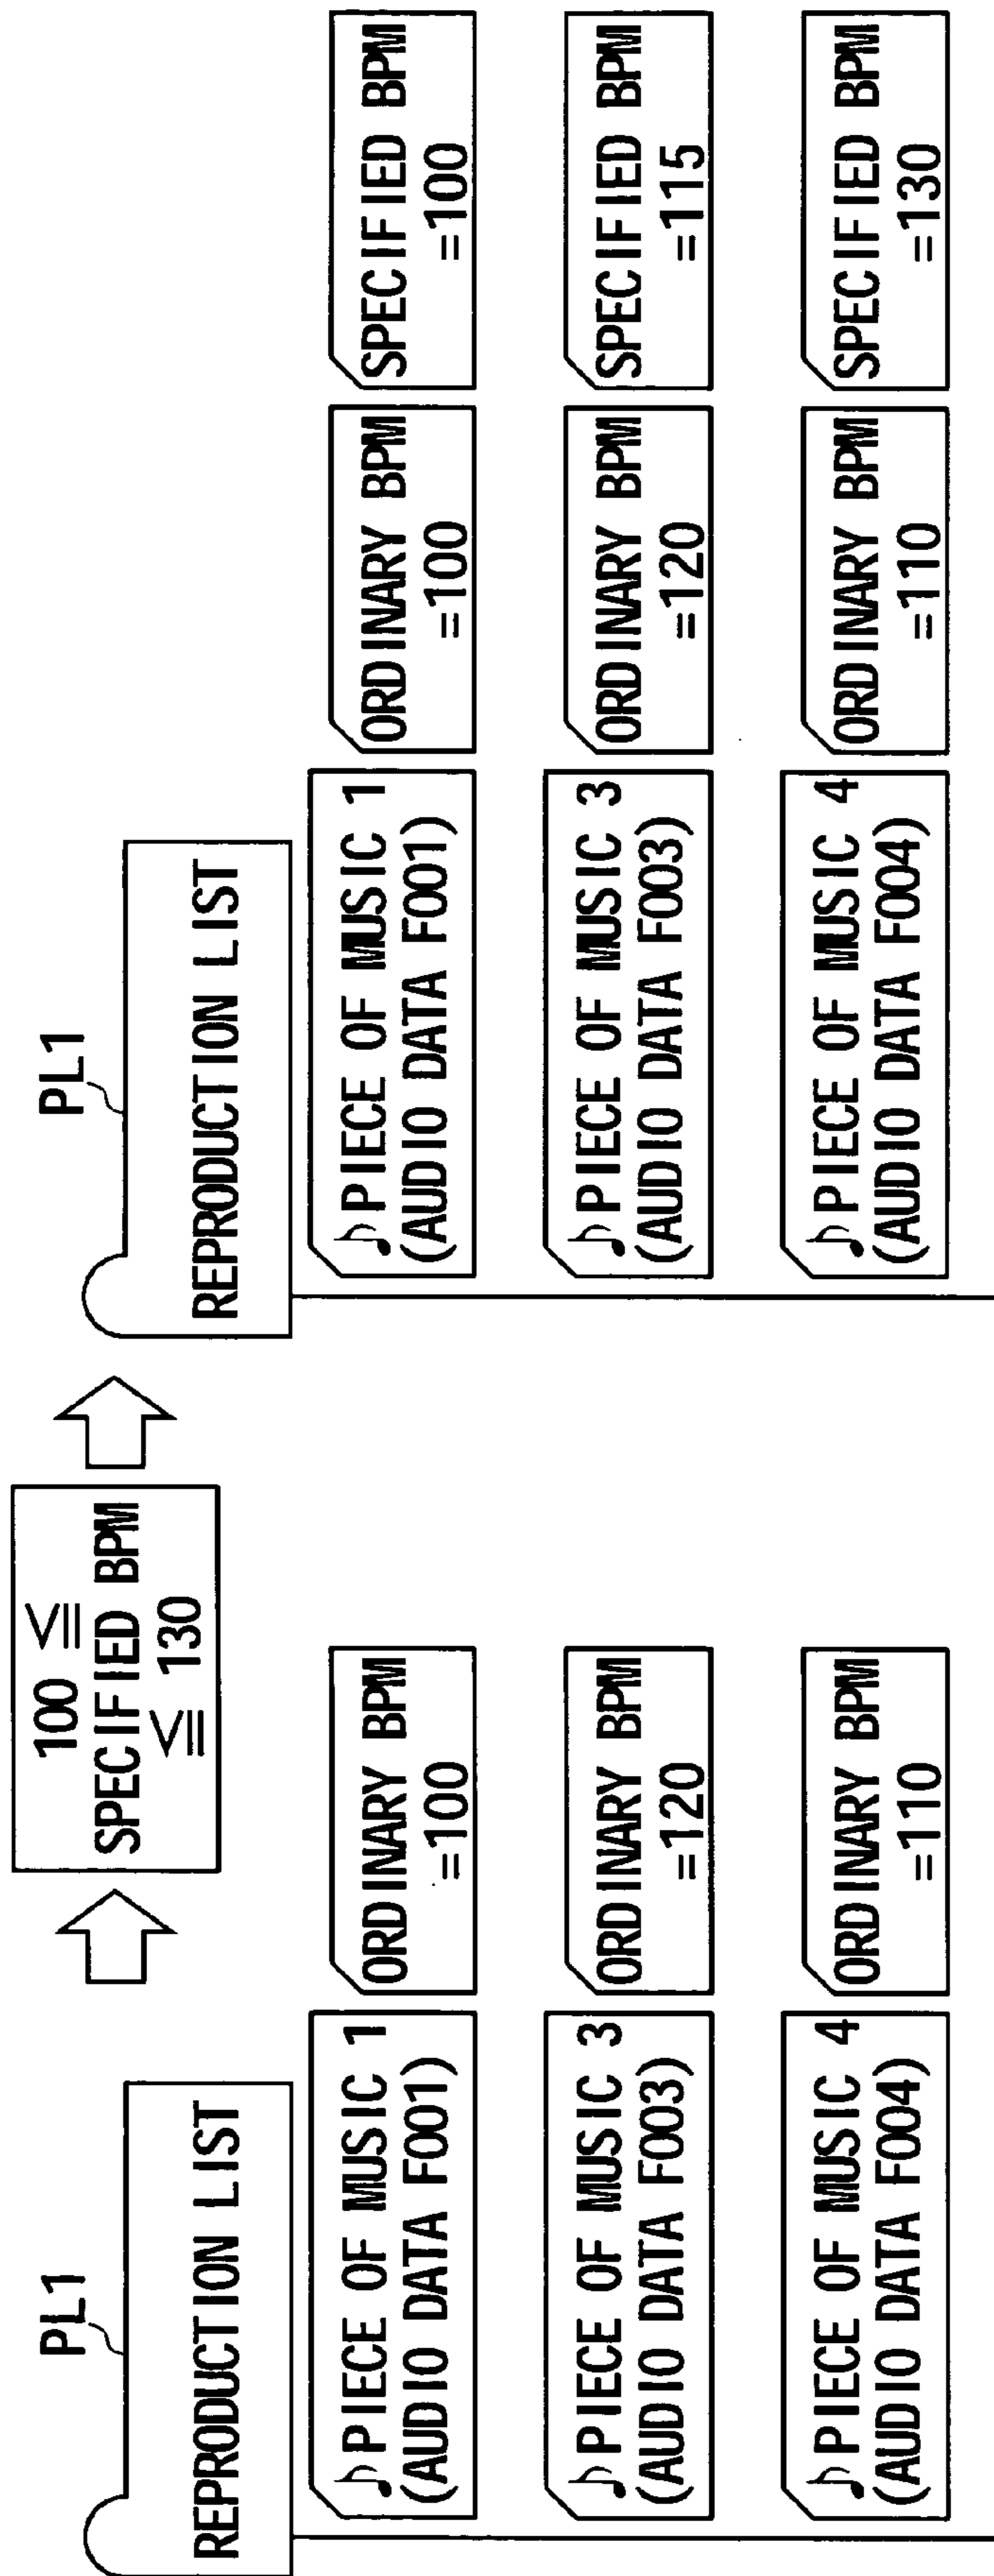 PL1
REPRODUCTION LIST
♪PIECE OF MUSIC 1
(AUDIO DATA F001)
ORDINARY BPM
=100
♪PIECE OF MUSIC 3
(AUDIO DATA F003)
ORDINARY BPM
=120
♪PIECE OF MUSIC 4
(AUDIO DATA F004)
ORDINARY BPM
=110
100 ≦
SPECIFIED BPM
≦ 130
PL1
REPRODUCTION LIST
♪PIECE OF MUSIC 1
(AUDIO DATA F001)
ORDINARY BPM
=100
SPECIFIED BPM
=100
♪PIECE OF MUSIC 3
(AUDIO DATA F003)
ORDINARY BPM
=120
SPECIFIED BPM
=115
♪PIECE OF MUSIC 4
(AUDIO DATA F004)
ORDINARY BPM
=110
SPECIFIED BPM
=130